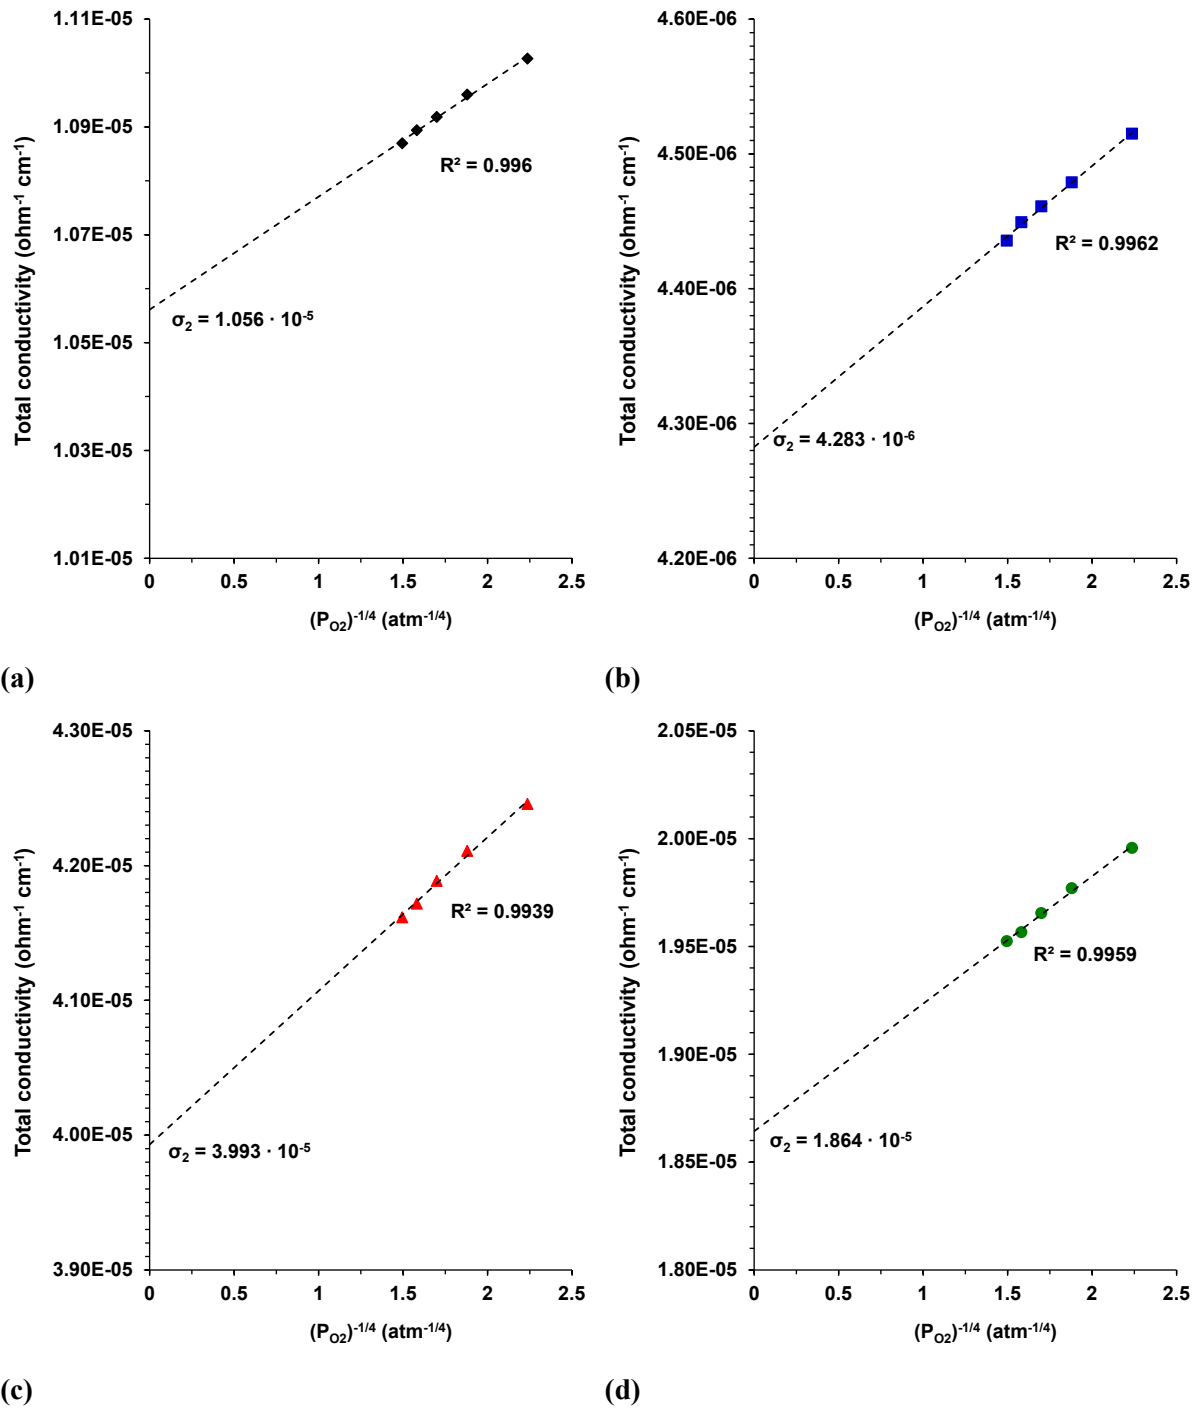 1.11E-05
1.09E-05
1.07E-05
1.05E-05
1.03E-05
1.01E-05
Total conductivity (ohm⁻¹ cm⁻¹)
R² = 0.996
σ₂ = 1.056 · 10⁻⁵
0 0.5 1 1.5 2 2.5
(P_O2)⁻¹/⁴ (atm⁻¹/⁴)
(a)
4.60E-06
4.50E-06
4.40E-06
4.30E-06
4.20E-06
Total conductivity (ohm⁻¹ cm⁻¹)
R² = 0.9962
σ₂ = 4.283 · 10⁻⁶
0 0.5 1 1.5 2 2.5
(P_O2)⁻¹/⁴ (atm⁻¹/⁴)
(b)
4.30E-05
4.20E-05
4.10E-05
4.00E-05
3.90E-05
Total conductivity (ohm⁻¹ cm⁻¹)
R² = 0.9939
σ₂ = 3.993 · 10⁻⁵
0 0.5 1 1.5 2 2.5
(P_O2)⁻¹/⁴ (atm⁻¹/⁴)
(c)
2.05E-05
2.00E-05
1.95E-05
1.90E-05
1.85E-05
1.80E-05
Total conductivity (ohm⁻¹ cm⁻¹)
R² = 0.9959
σ₂ = 1.864 · 10⁻⁵
0 0.5 1 1.5 2 2.5
(P_O2)⁻¹/⁴ (atm⁻¹/⁴)
(d)